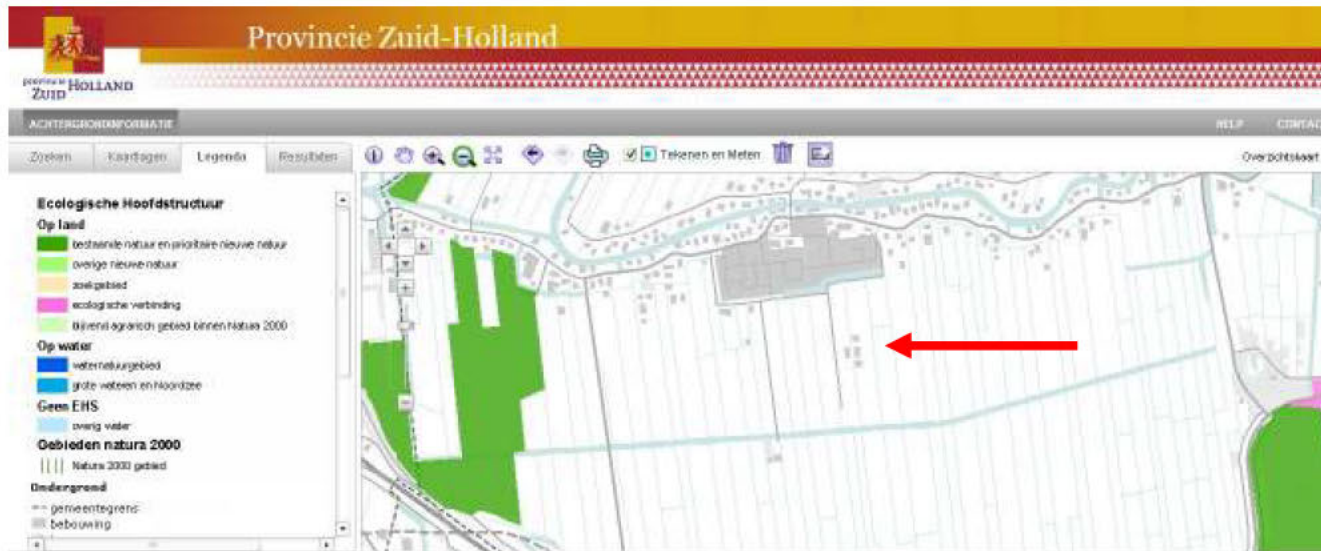 Provincie Zuid-Holland
provincie
ZUID HOLLAND
ACHTERGRONDINFORMATIE
HELP CONTAC
Zoeken Kaartlagen Legenda Resultaten
Tekenen en Meten
Overzichtskaart
Ecologische Hoofdstructuur
Op land
bestaande natuur en prioritaire nieuwe natuur
overige nieuwe natuur
zoekgebied
ecologische verbinding
Blijvend agrarisch gebied binnen Natura 2000
Op water
waternatuurgebied
grote wateren en Noordzee
Geen EHS
overig water
Gebieden natura 2000
Natura 2000 gebied
Ondergrond
gemeentegrens
bebouwing